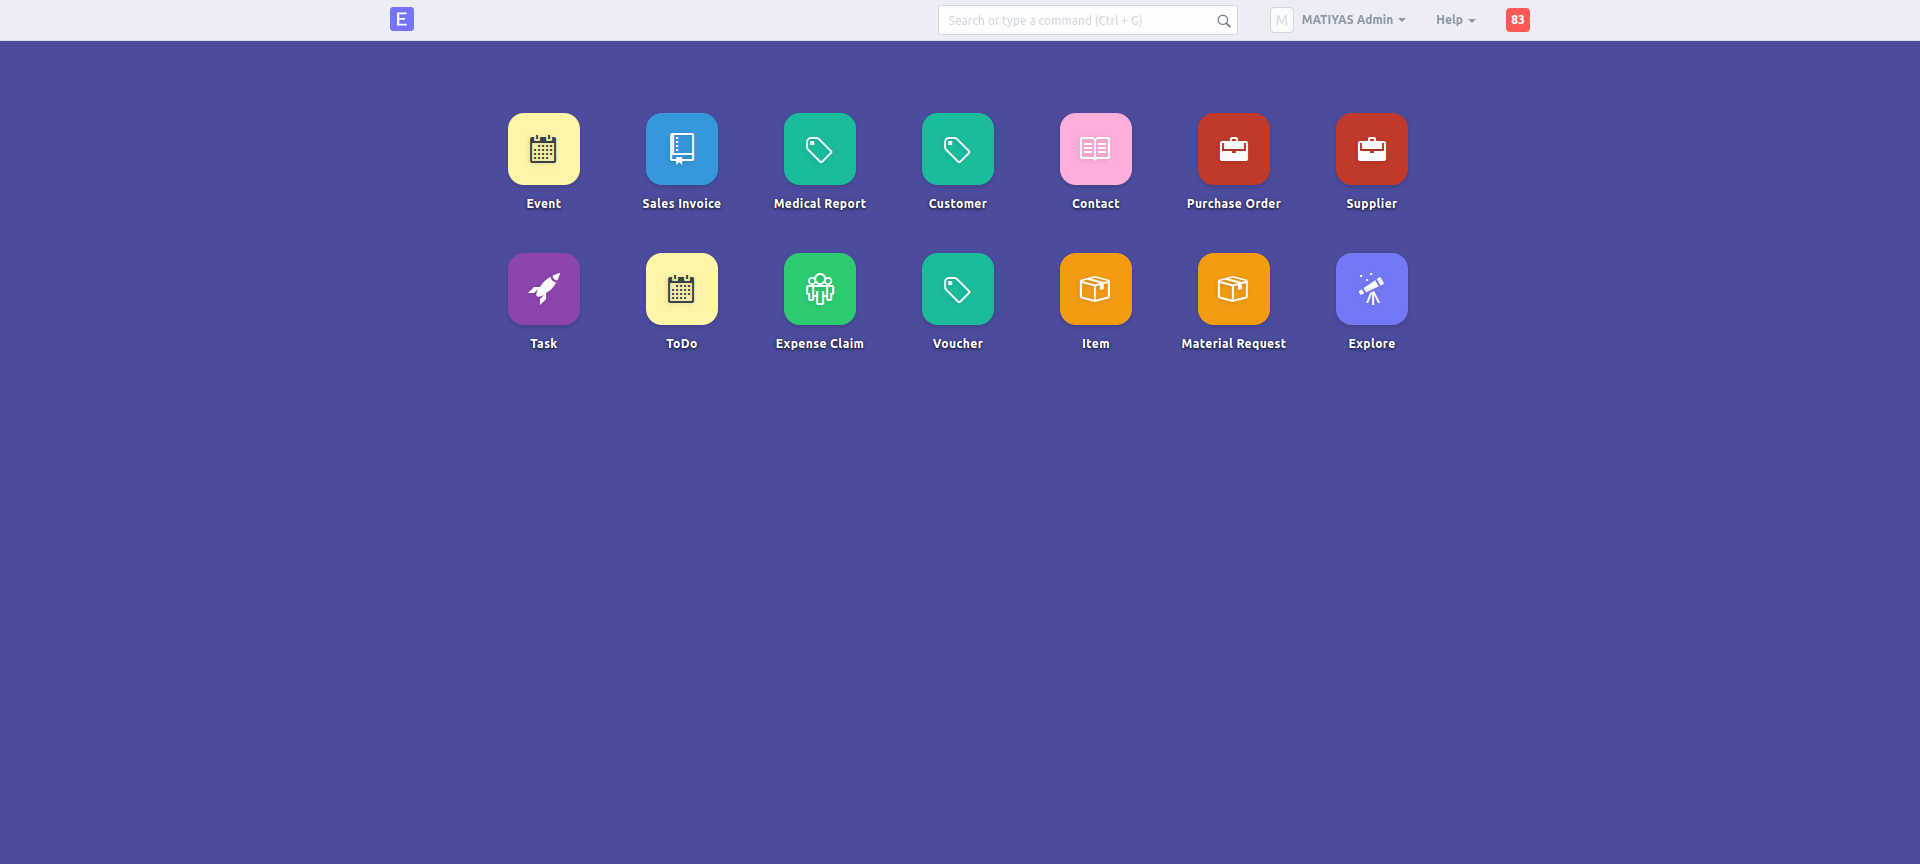 E
Search or type a command (Ctrl + G)
M MATIYAS Admin
Help
83
Event
Sales Invoice
Medical Report
Customer
Contact
Purchase Order
Supplier
Task
ToDo
Expense Claim
Voucher
Item
Material Request
Explore